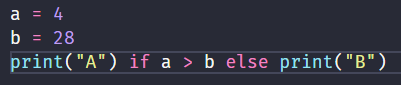 a = 4
b = 28
print("A") if a > b else print("B")